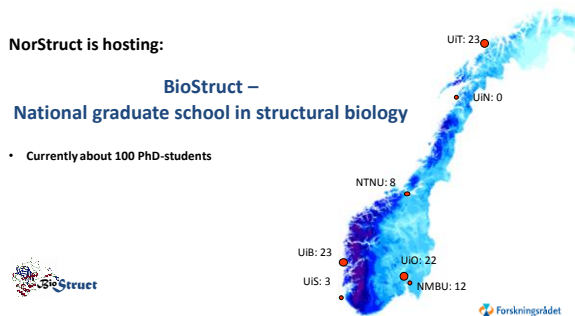 NorStruct is hosting:
BioStruct –
National graduate school in structural biology
• Currently about 100 PhD-students
UiT: 23
UiN: 0
NTNU: 8
UiB: 23
UiO: 22
UiS: 3
NMBU: 12
BioStruct
Forskningsrådet